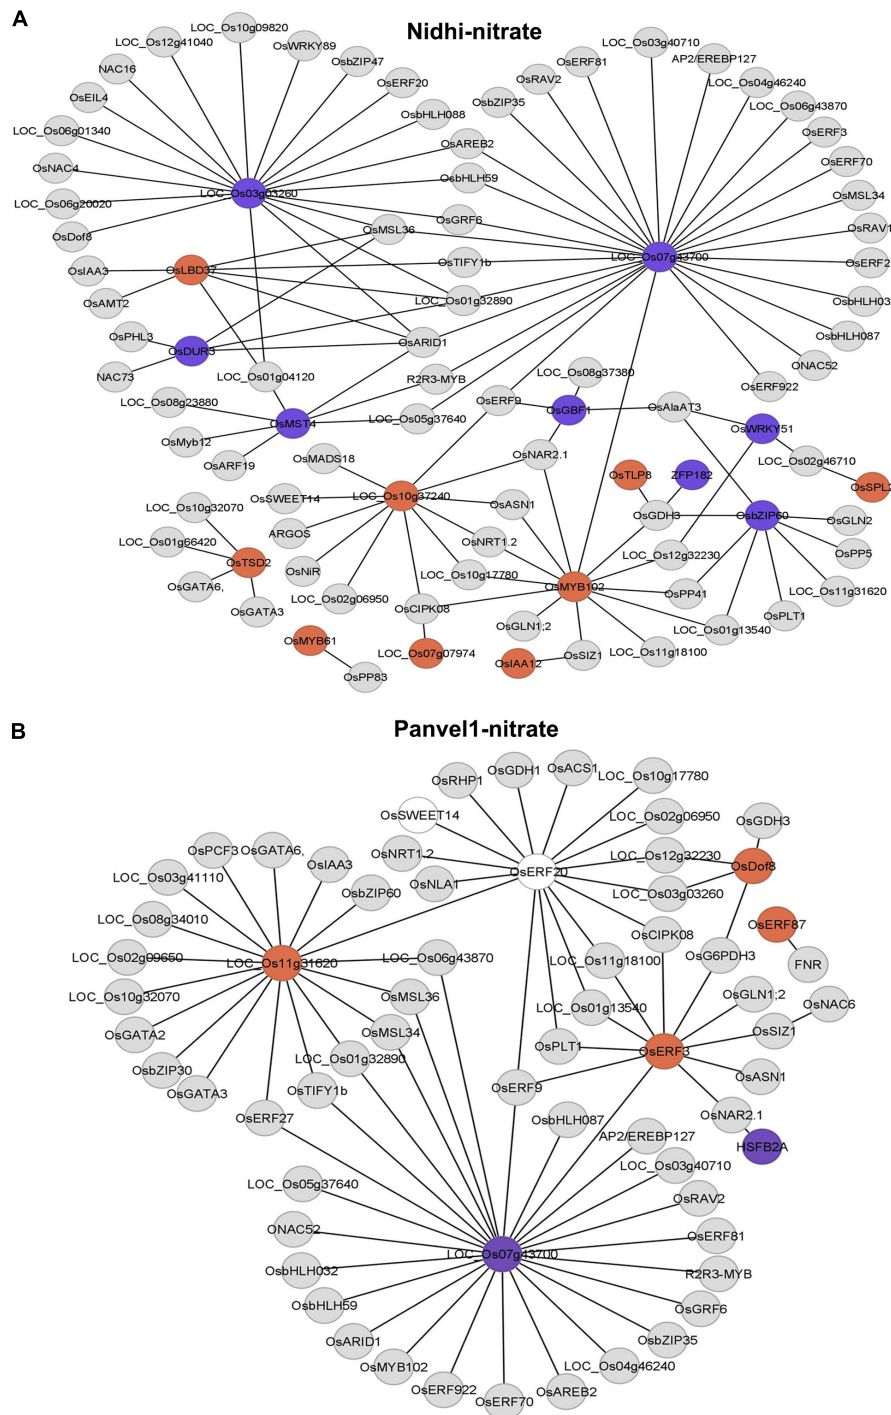 A
Nidhi-nitrate
LOC_Os10g09820
LOC_Os12g41040
OsWRKY89
NAC16
OsbZIP47
OsEIL4
OsERF20
LOC_Os06g01340
OsbHLH088
OsNAC4
OsAREB2
LOC_Os03g03260
OsbHLH59
LOC_Os06g20020
OsDof8
OsGRF6
OsMSL36
OsIAA3
OsLBD37
OsTIFY1b
OsAMT2
LOC_Os01g32890
OsPHL3
OsDUR3
OsARID1
NAC73
LOC_Os01g04120
R2R3-MYB
LOC_Os08g23880
OsMST4
LOC_Os05g37640
OsMyb12
OsARF19
LOC_Os03g40710
OsERF81
AP2/EREBP127
OsRAV2
LOC_Os04g46240
OsbZIP35
LOC_Os06g43870
OsERF3
OsERF70
OsMSL34
OsRAV1
LOC_Os07g43700
OsERF2
OsbHLH03
OsbHLH087
ONAC52
OsERF922
LOC_Os08g37380
OsERF9
OsGBF1
OsAlaAT3
OsWRKY51
OsNAR2.1
LOC_Os02g46710
OsMADS18
OsTLP8
ZFP182
OsSPL2
OsSWEET14
LOC_Os10g37240
OsASN1
OsGDH3
OsbZIP60
OsGLN2
LOC_Os10g32070
ARGOS
OsNRT1.2
LOC_Os12g32230
OsPP5
LOC_Os01g66420
OsTSD2
OsNiR
LOC_Os10g17780
OsMYB102
OsPP41
LOC_Os11g31620
OsGATA6,
OsGATA3
LOC_Os02g06950
OsCIPK08
OsPLT1
OsGLN1;2
LOC_Os01g13540
OsMYB61
LOC_Os07g07974
OsIAA12
OsSIZ1
LOC_Os11g18100
OsPP83
B
Panvel1-nitrate
OsGDH1
OsACS1
OsRHP1
LOC_Os10g17780
OsSWEET14
LOC_Os02g06950
OsGDH3
OsNRT1.2
LOC_Os12g32230
OsERF20
OsDof8
OsNLA1
LOC_Os03g03260
OsPCF3
OsGATA6,
OsIAA3
LOC_Os03g41110
OsbZIP60
LOC_Os08g34010
LOC_Os02g09650
LOC_Os11g31620
LOC_Os06g43870
LOC_Os10g32070
OsMSL36
OsGATA2
OsMSL34
OsbZIP30
LOC_Os01g32890
OsGATA3
OsTIFY1b
OsERF27
OsCIPK08
OsERF87
LOC_Os11g18100
OsG6PDH3
FNR
LOC_Os01g13540
OsGLN1;2
OsNAC6
OsSIZ1
OsPLT1
OsERF3
OsERF9
OsASN1
OsNAR2.1
OsbHLH087
HSFB2A
AP2/EREBP127
LOC_Os03g40710
LOC_Os05g37640
OsRAV2
ONAC52
OsERF81
LOC_Os07g43700
OsbHLH032
R2R3-MYB
OsbHLH59
OsGRF6
OsARID1
OsbZIP35
OsMYB102
LOC_Os04g46240
OsERF922
OsAREB2
OsERF70